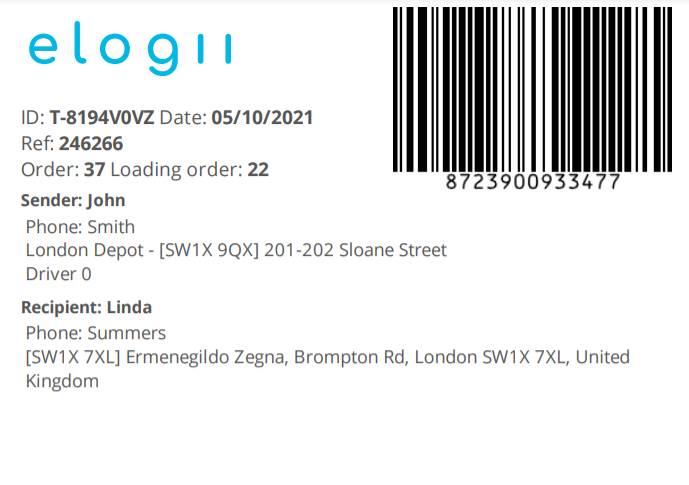 elogii
8723900933477
ID: T-8194V0VZ Date: 05/10/2021
Ref: 246266
Order: 37 Loading order: 22
Sender: John
Phone: Smith
London Depot - [SW1X 9QX] 201-202 Sloane Street
Driver 0
Recipient: Linda
Phone: Summers
[SW1X 7XL] Ermenegildo Zegna, Brompton Rd, London SW1X 7XL, United
Kingdom